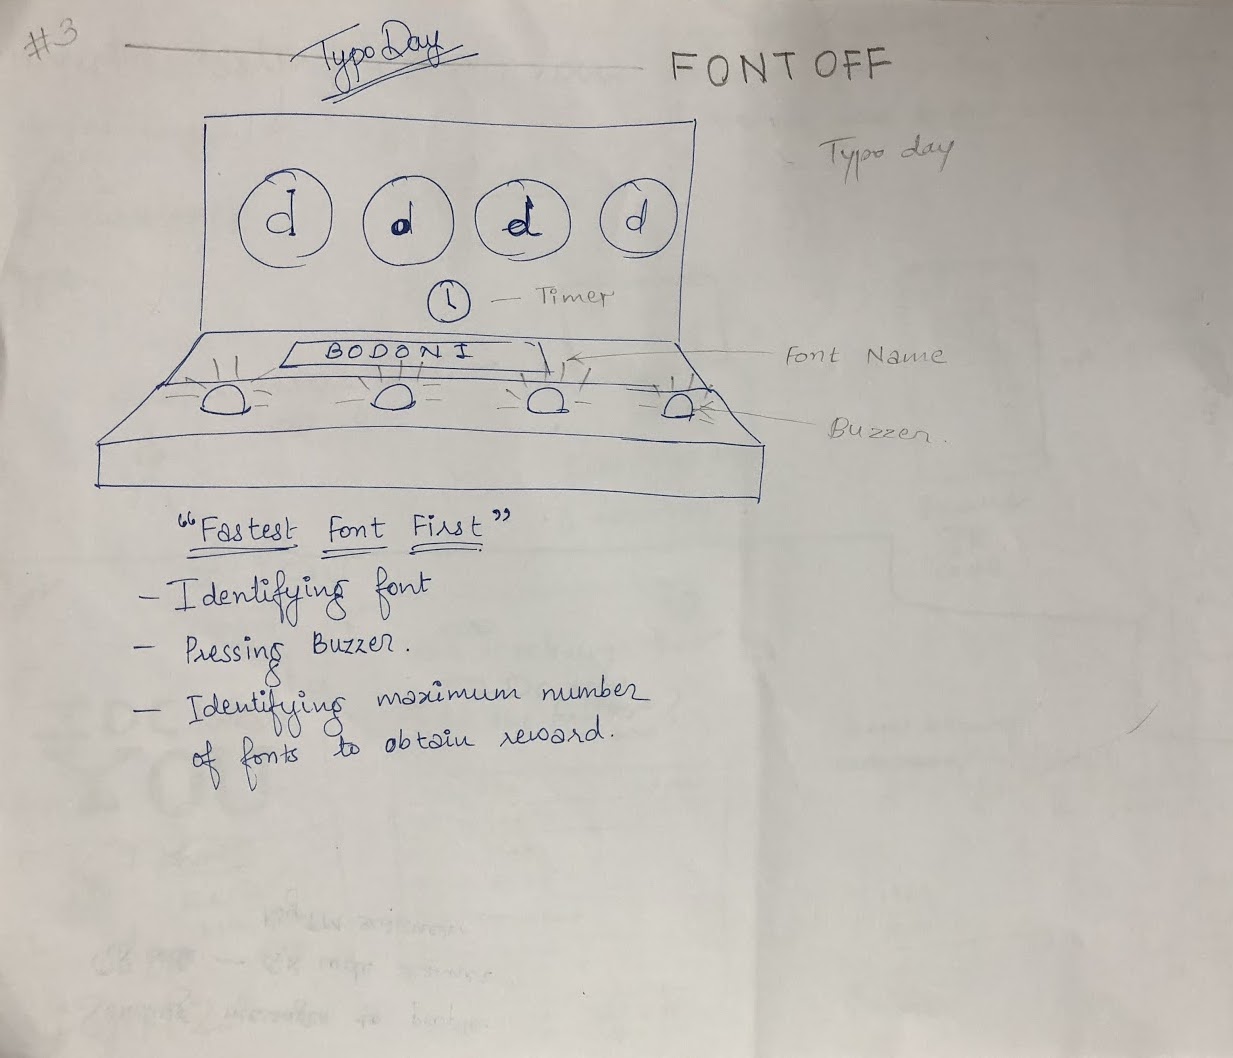 #3
Typo Day
FONT OFF
Typo day
d d d d
Timer
BODONI
Font Name
Buzzer.
"Fastest Font First"
- Identifying font
- Pressing Buzzer.
- Identifying maximum number
of fonts to obtain reward.